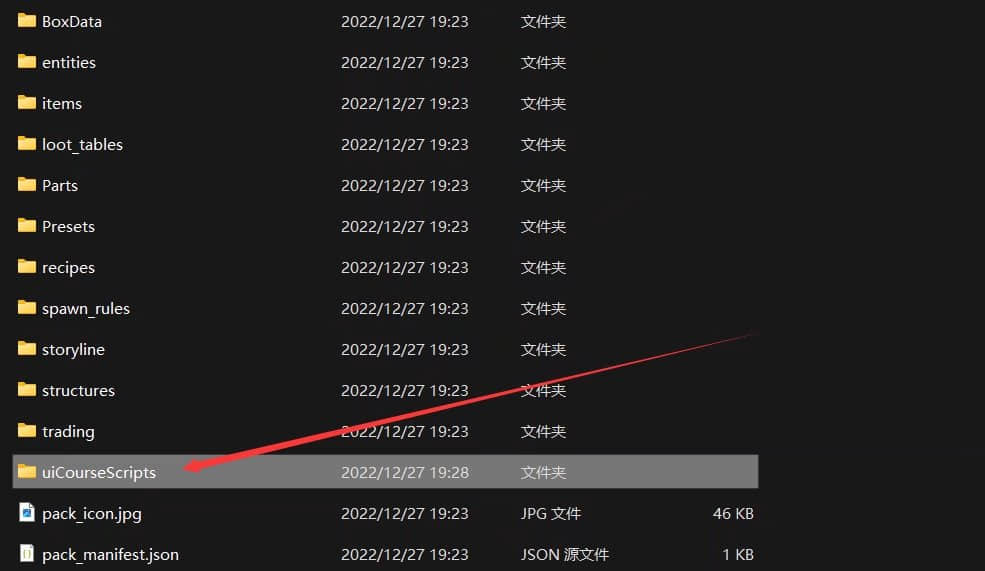 BoxData 2022/12/27 19:23 文件夹
entities 2022/12/27 19:23 文件夹
items 2022/12/27 19:23 文件夹
loot_tables 2022/12/27 19:23 文件夹
Parts 2022/12/27 19:23 文件夹
Presets 2022/12/27 19:23 文件夹
recipes 2022/12/27 19:23 文件夹
spawn_rules 2022/12/27 19:23 文件夹
storyline 2022/12/27 19:23 文件夹
structures 2022/12/27 19:23 文件夹
trading 2022/12/27 19:23 文件夹
uiCourseScripts 2022/12/27 19:28 文件夹
pack_icon.jpg 2022/12/27 19:23 JPG 文件 46 KB
pack_manifest.json 2022/12/27 19:23 JSON 源文件 1 KB